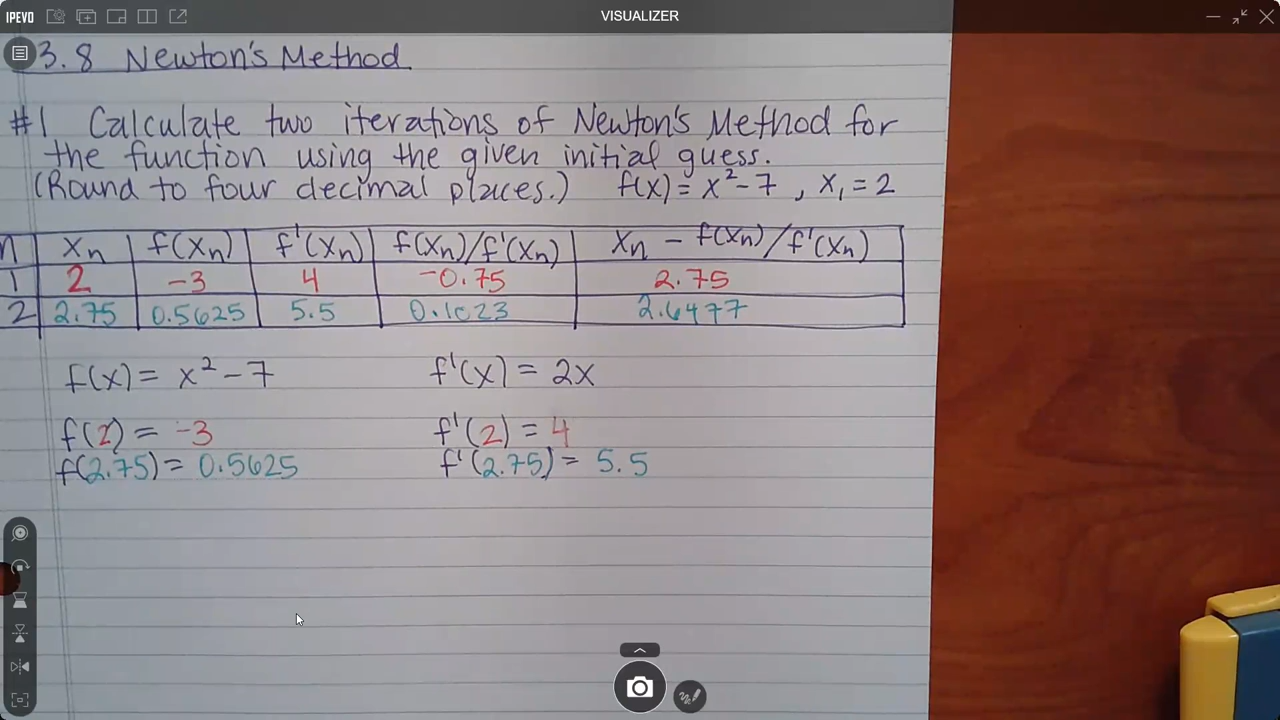 IPEVO
VISUALIZER
3.8 Newton's Method
#1 Calculate two iterations of Newton's Method for
the function using the given initial guess.
(Round to four decimal places.) f(x) = x² - 7 , x₁ = 2
n xₙ f(xₙ) f'(xₙ) f(xₙ)/f'(xₙ) xₙ - f(xₙ)/f'(xₙ)
1 2 -3 4 -0.75 2.75
2 2.75 0.5625 5.5 0.1023 2.6477
f(x) = x² - 7 f'(x) = 2x
f(2) = -3 f'(2) = 4
f(2.75) = 0.5625 f'(2.75) = 5.5